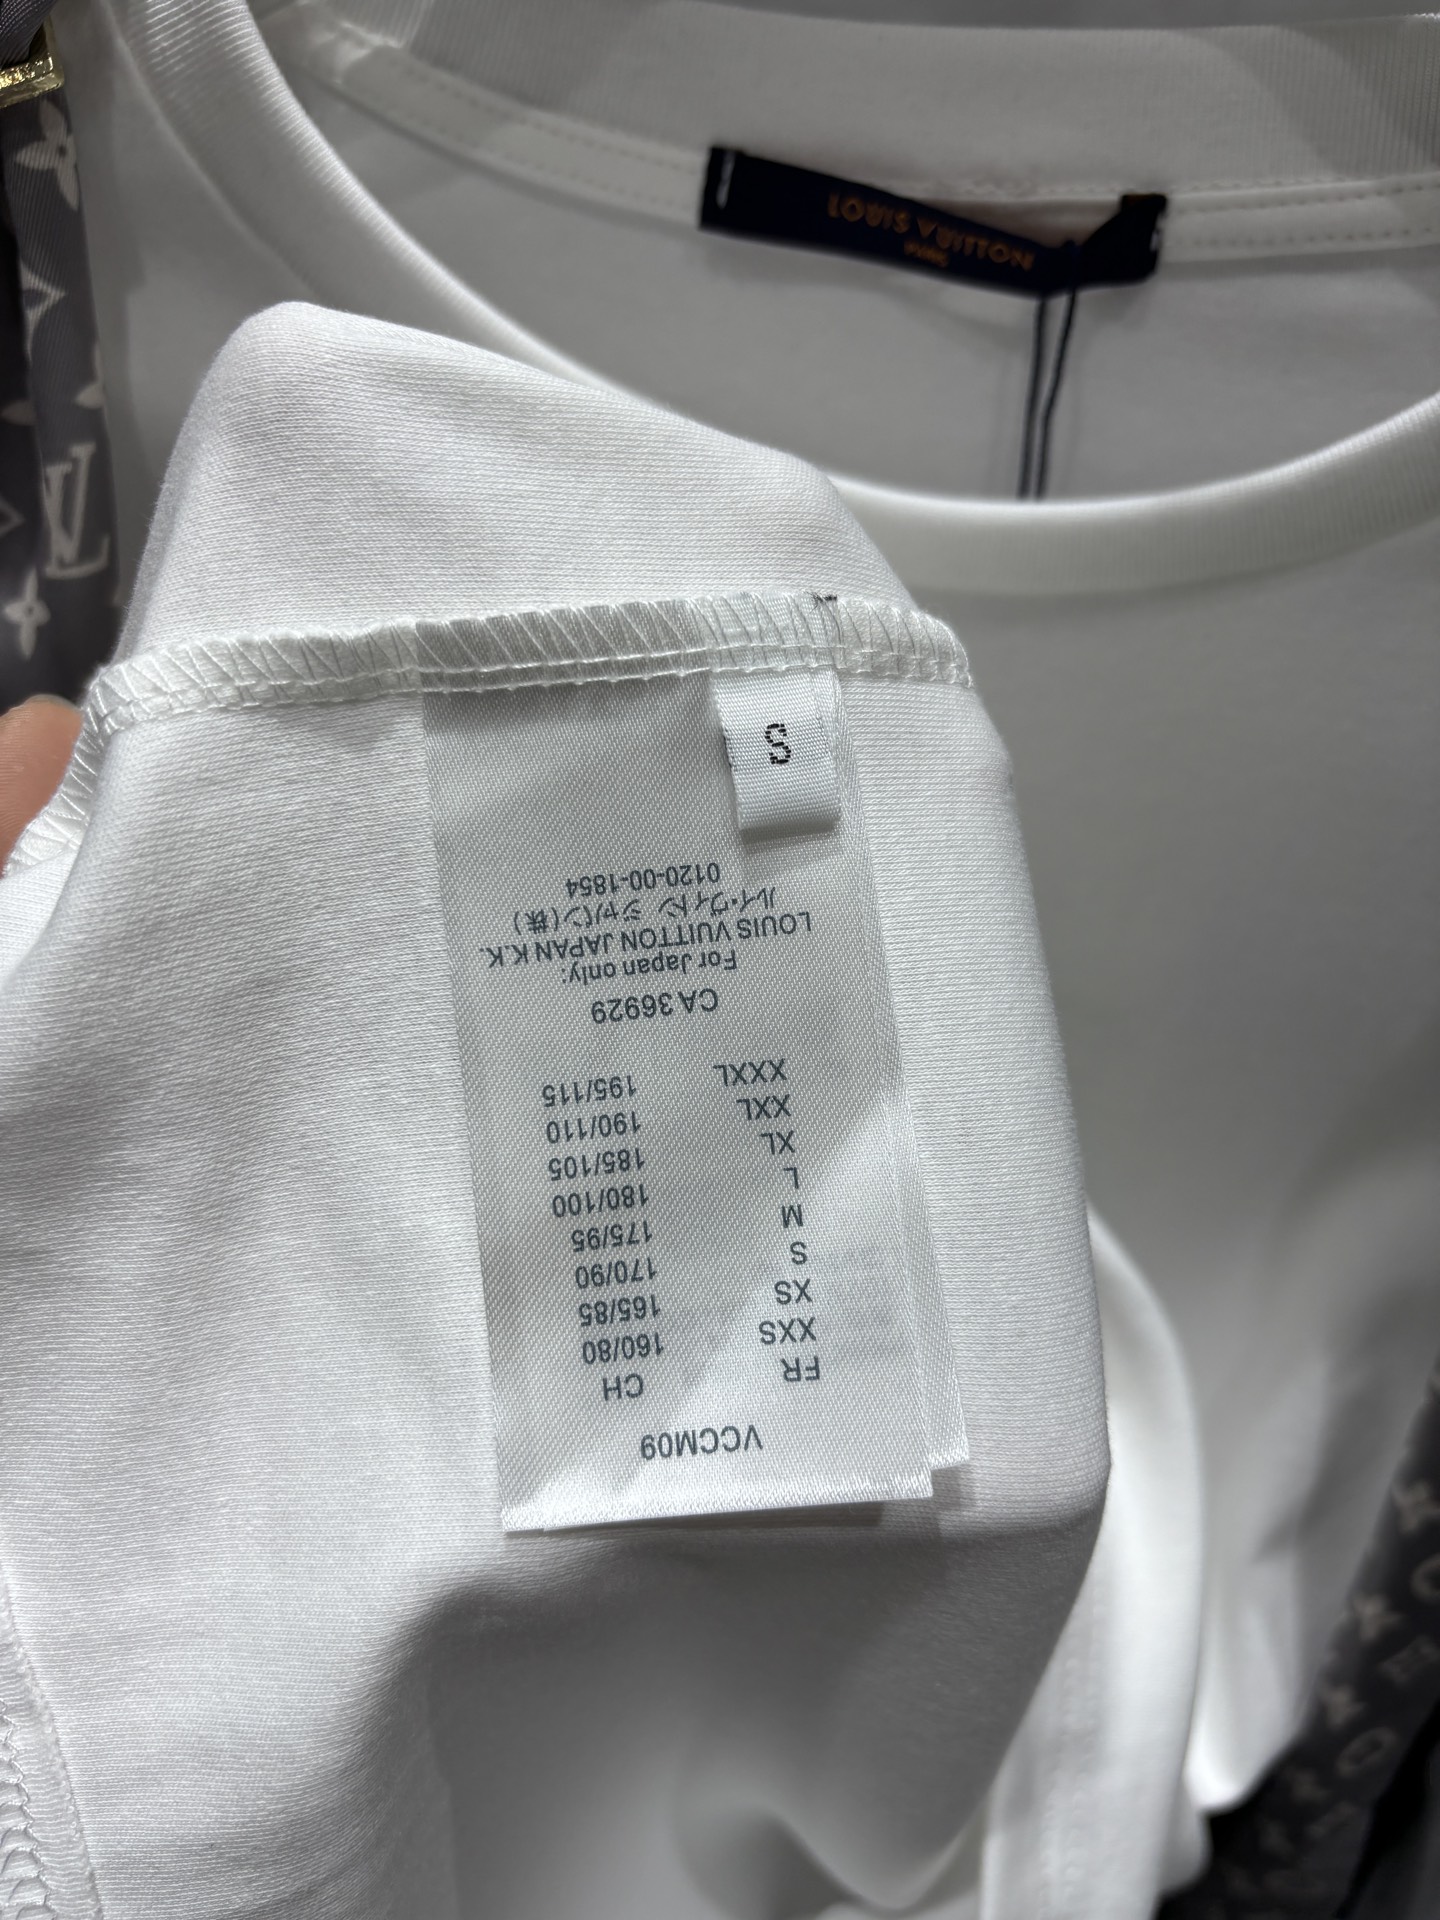 LOUIS VUITTON
PARIS
S
VCCM09
FR CH
XXS 160/80
XS 165/85
S 170/90
M 175/95
L 180/100
XL 185/105
XXL 190/110
XXXL 195/115
CA 36929
For Japan only:
LOUIS VUITTON JAPAN K.K.
ルイ・ヴィトン ジャパン(株)
0120-00-1854
LV